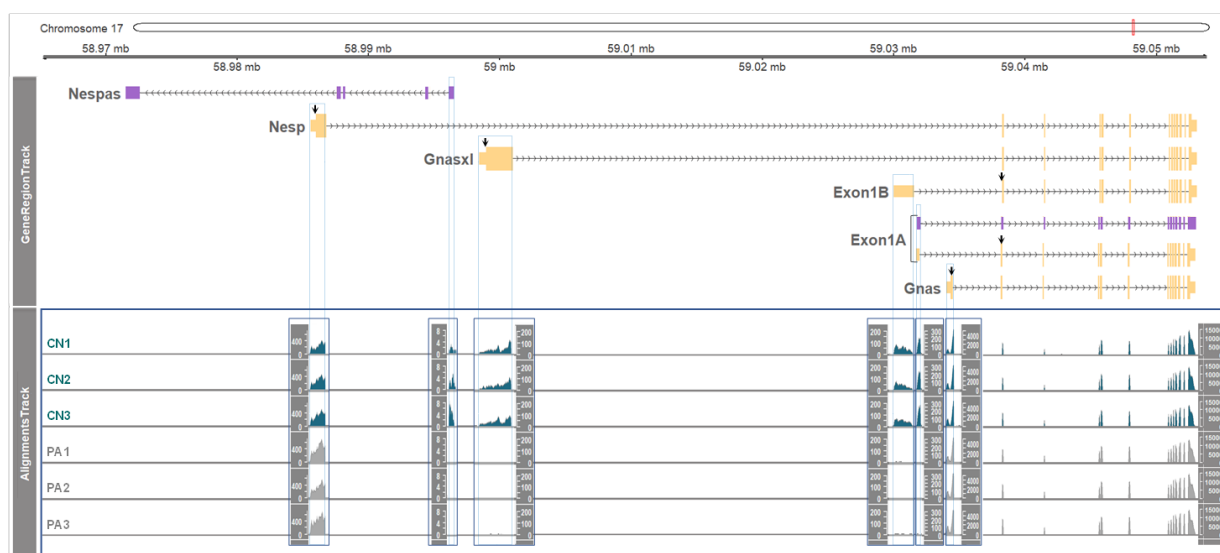 Chromosome 17
58.97 mb 58.99 mb 59.01 mb 59.03 mb 59.05 mb
58.98 mb 59 mb 59.02 mb 59.04 mb
GeneRegionTrack
Nespas
Nesp
Gnasxl
Exon1B
Exon1A
Gnas
AlignmentsTrack
CN1
CN2
CN3
PA1
PA2
PA3